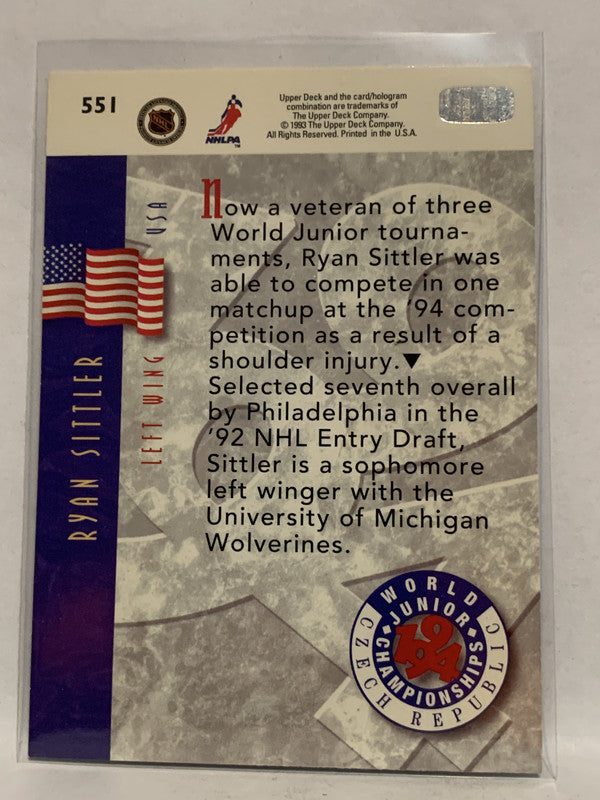 551
NHL
NHLPA
TM
Upper Deck and the card/hologram
combination are trademarks of
The Upper Deck Company.
© 1993 The Upper Deck Company.
All Rights Reserved. Printed in the U.S.A.
RYAN SITTLER
LEFT WING
USA
Now a veteran of three
World Junior tourna-
ments, Ryan Sittler was
able to compete in one
matchup at the '94 com-
petition as a result of a
shoulder injury.▼
Selected seventh overall
by Philadelphia in the
'92 NHL Entry Draft,
Sittler is a sophomore
left winger with the
University of Michigan
Wolverines.
WORLD
JUNIOR
1994
CHAMPIONSHIPS
CZECH REPUBLIC